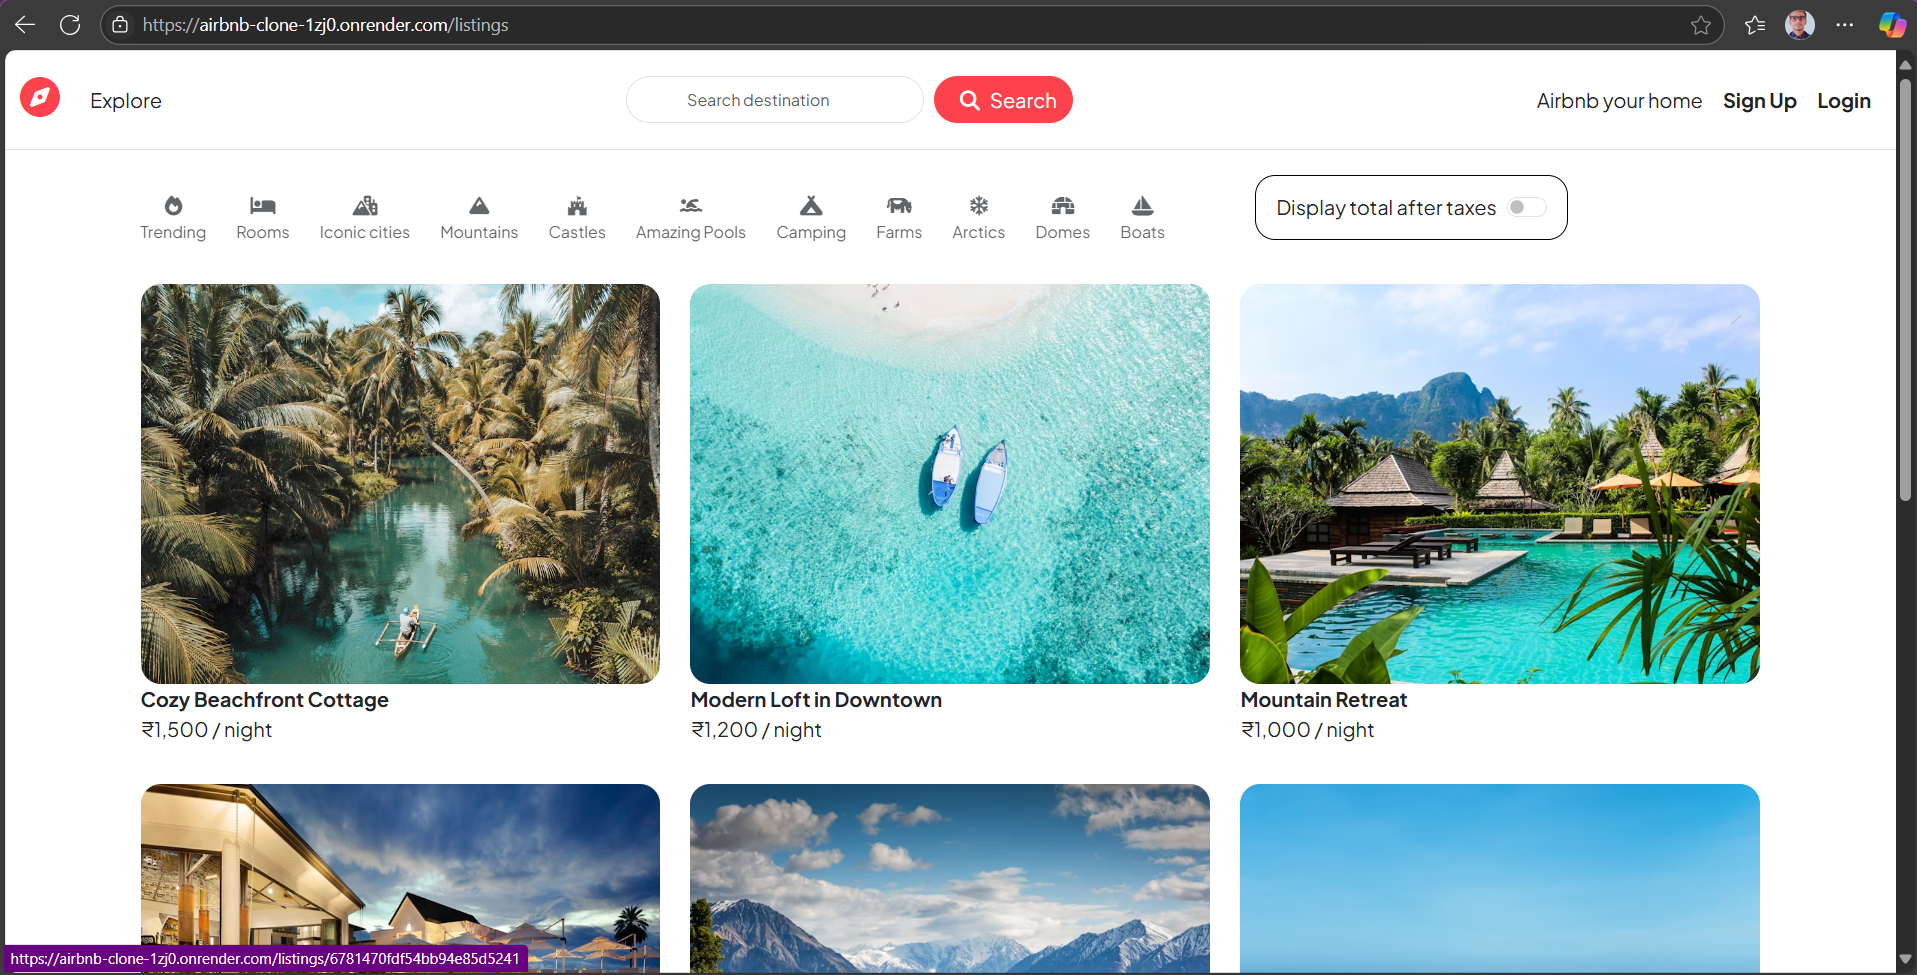 https://airbnb-clone-1zj0.onrender.com/listings
Explore
Search destination
Search
Airbnb your home
Sign Up
Login
Trending
Rooms
Iconic cities
Mountains
Castles
Amazing Pools
Camping
Farms
Arctics
Domes
Boats
Display total after taxes
Cozy Beachfront Cottage
₹1,500 / night
Modern Loft in Downtown
₹1,200 / night
Mountain Retreat
₹1,000 / night
https://airbnb-clone-1zj0.onrender.com/listings/6781470fdf54bb94e85d5241